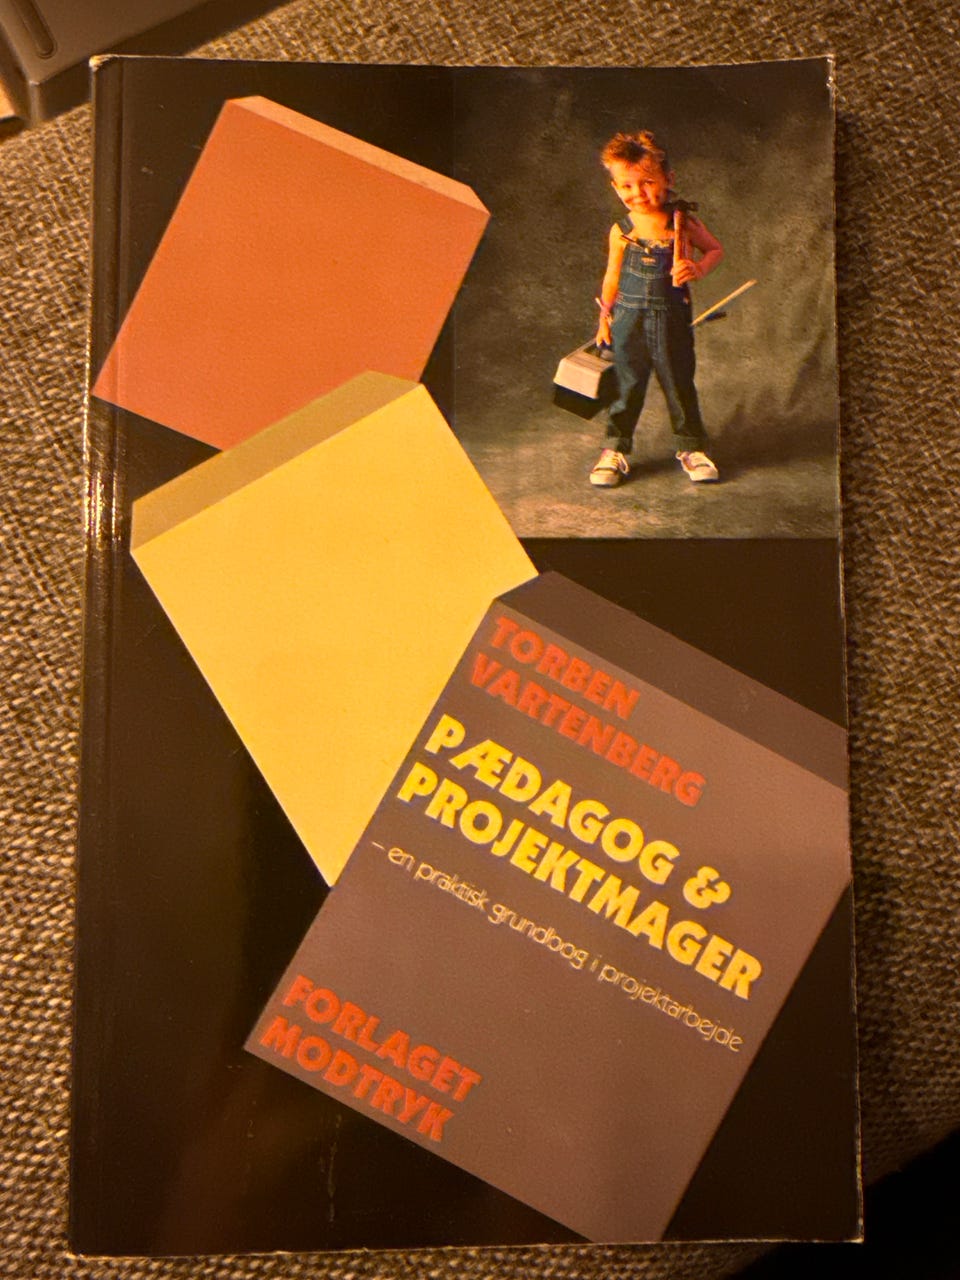 TORBEN
VARTENBERG
PÆDAGOG &
PROJEKTMAGER
– en praktisk grundbog i projektarbejde
FORLAGET
MODTRYK